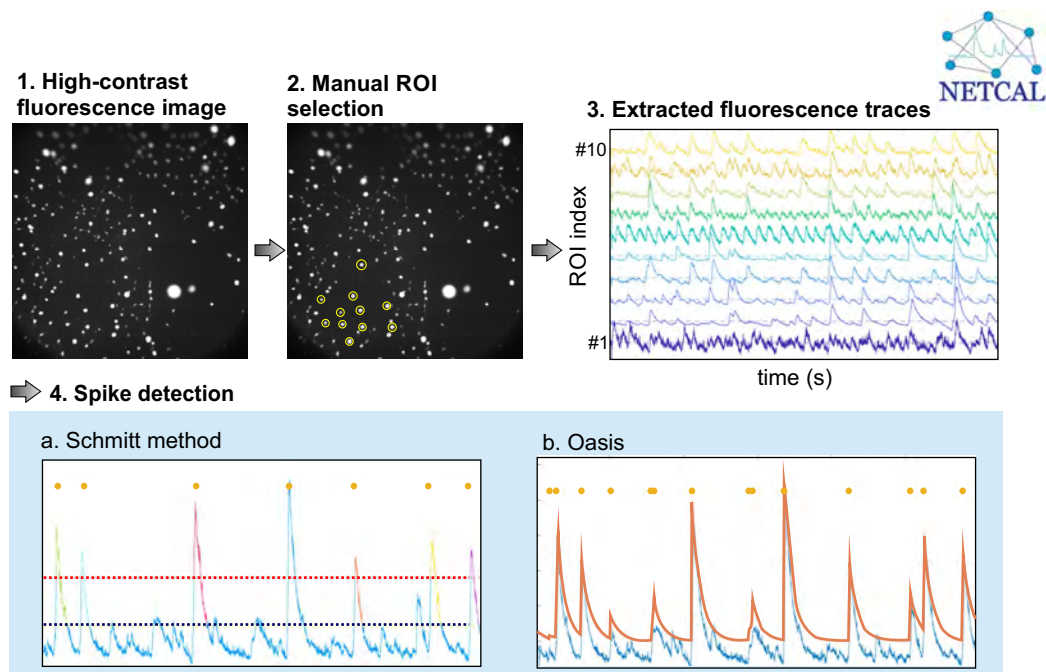 NETCAL
1. High-contrast
fluorescence image
2. Manual ROI
selection
3. Extracted fluorescence traces
#10
ROI index
#1
time (s)
4. Spike detection
a. Schmitt method
b. Oasis